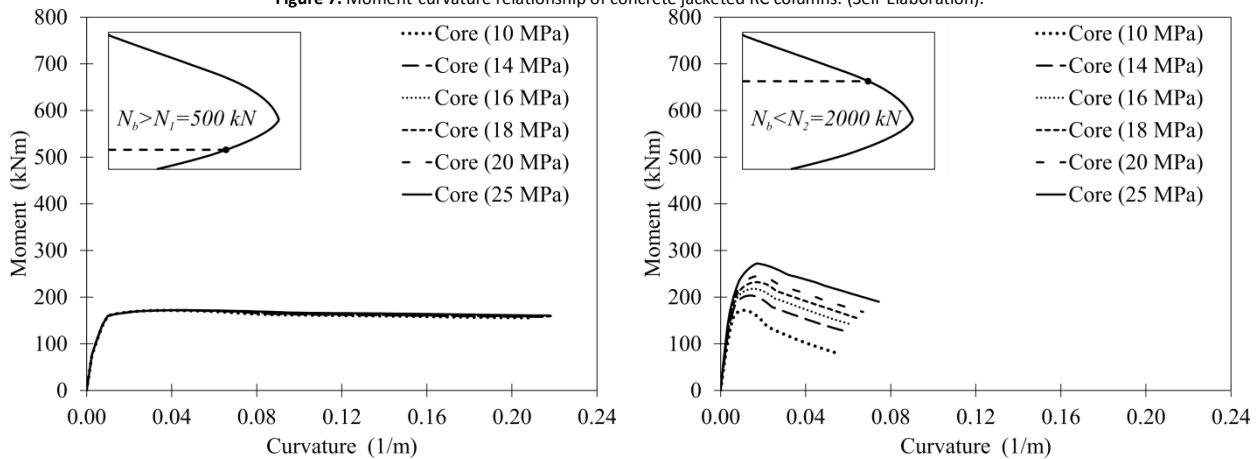 Figure 7. Moment-curvature relationship of concrete jacketed RC columns. (Self-Elaboration).
800
700
600
500
400
300
200
100
0
Moment (kNm)
N_b>N_1=500 kN
Core (10 MPa)
Core (14 MPa)
Core (16 MPa)
Core (18 MPa)
Core (20 MPa)
Core (25 MPa)
0.00 0.04 0.08 0.12 0.16 0.20 0.24
Curvature (1/m)
800
700
600
500
400
300
200
100
0
Moment (kNm)
N_b<N_2=2000 kN
Core (10 MPa)
Core (14 MPa)
Core (16 MPa)
Core (18 MPa)
Core (20 MPa)
Core (25 MPa)
0.00 0.04 0.08 0.12 0.16 0.20 0.24
Curvature (1/m)